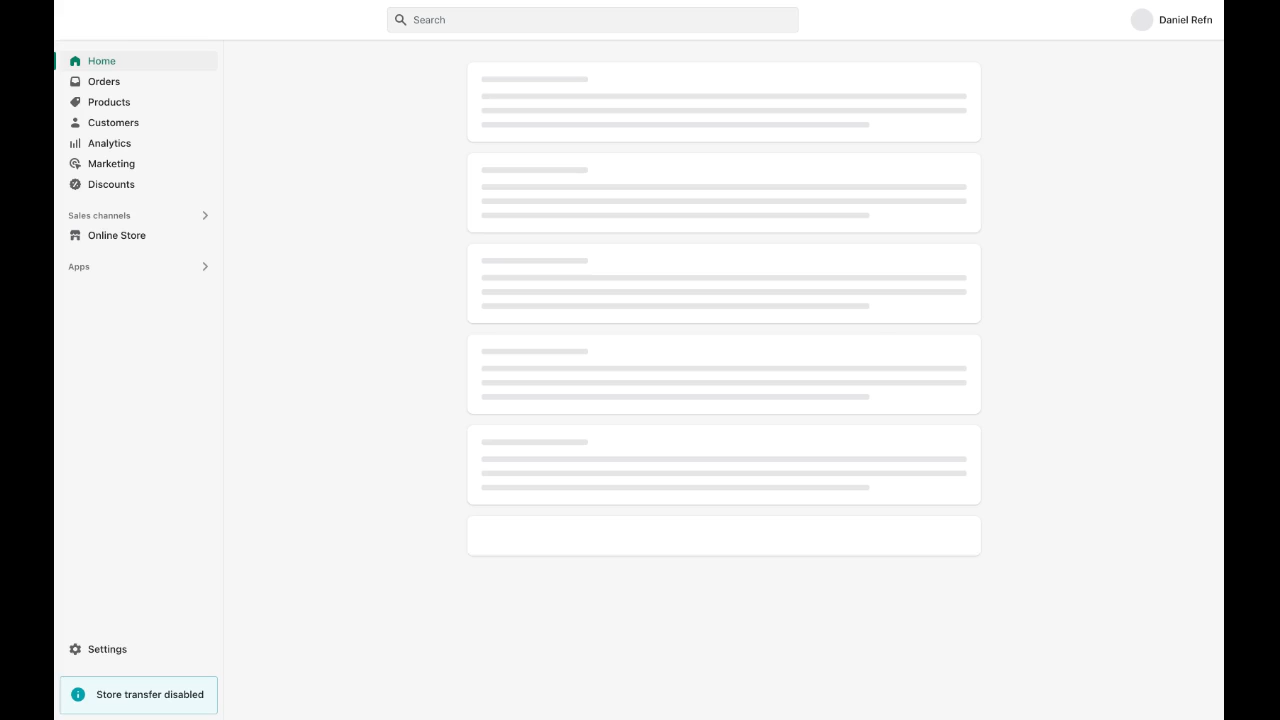 Search
Daniel Refn
Home
Orders
Products
Customers
Analytics
Marketing
Discounts
Sales channels
Online Store
Apps
Settings
Store transfer disabled